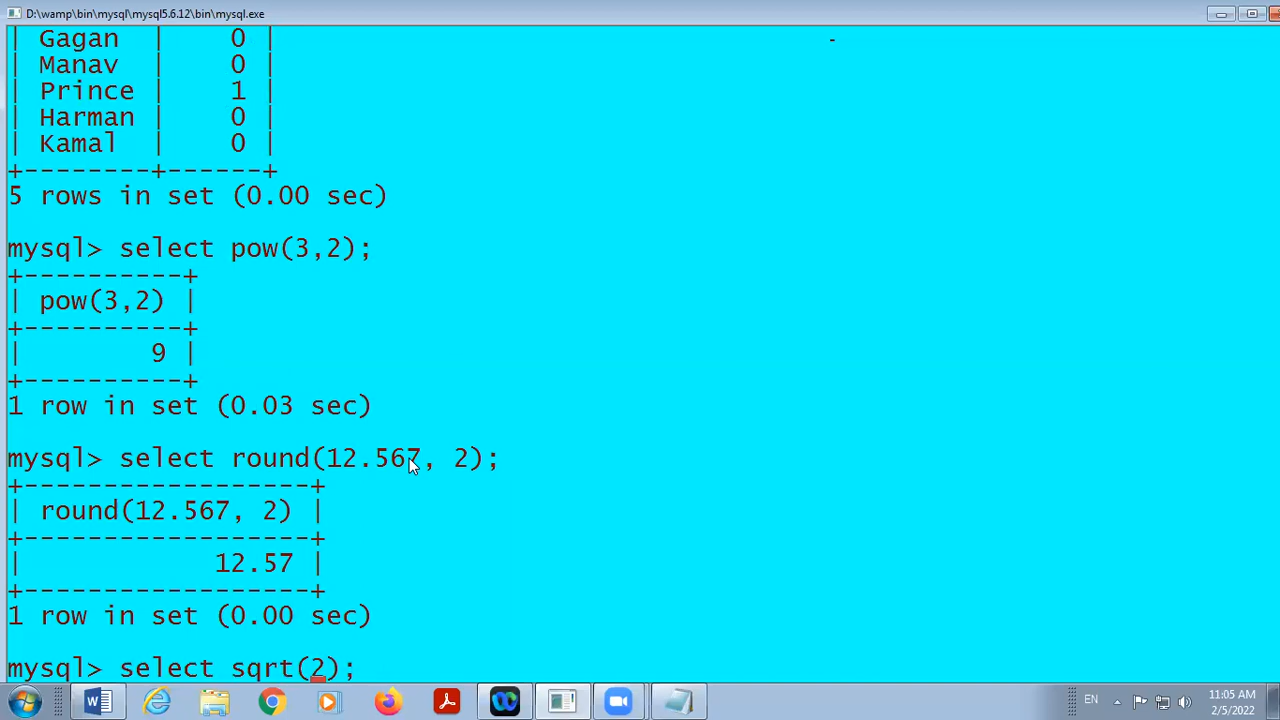 D:\wamp\bin\mysql\mysql5.6.12\bin\mysql.exe
| Gagan  |    0 |
| Manav  |    0 |
| Prince |    1 |
| Harman |    0 |
| Kamal  |    0 |
+--------+------+
5 rows in set (0.00 sec)
mysql> select pow(3,2);
+----------+
| pow(3,2) |
+----------+
|        9 |
+----------+
1 row in set (0.03 sec)
mysql> select round(12.567, 2);
+------------------+
| round(12.567, 2) |
+------------------+
|            12.57 |
+------------------+
1 row in set (0.00 sec)
mysql> select sqrt(2);
EN
11:05 AM
2/5/2022